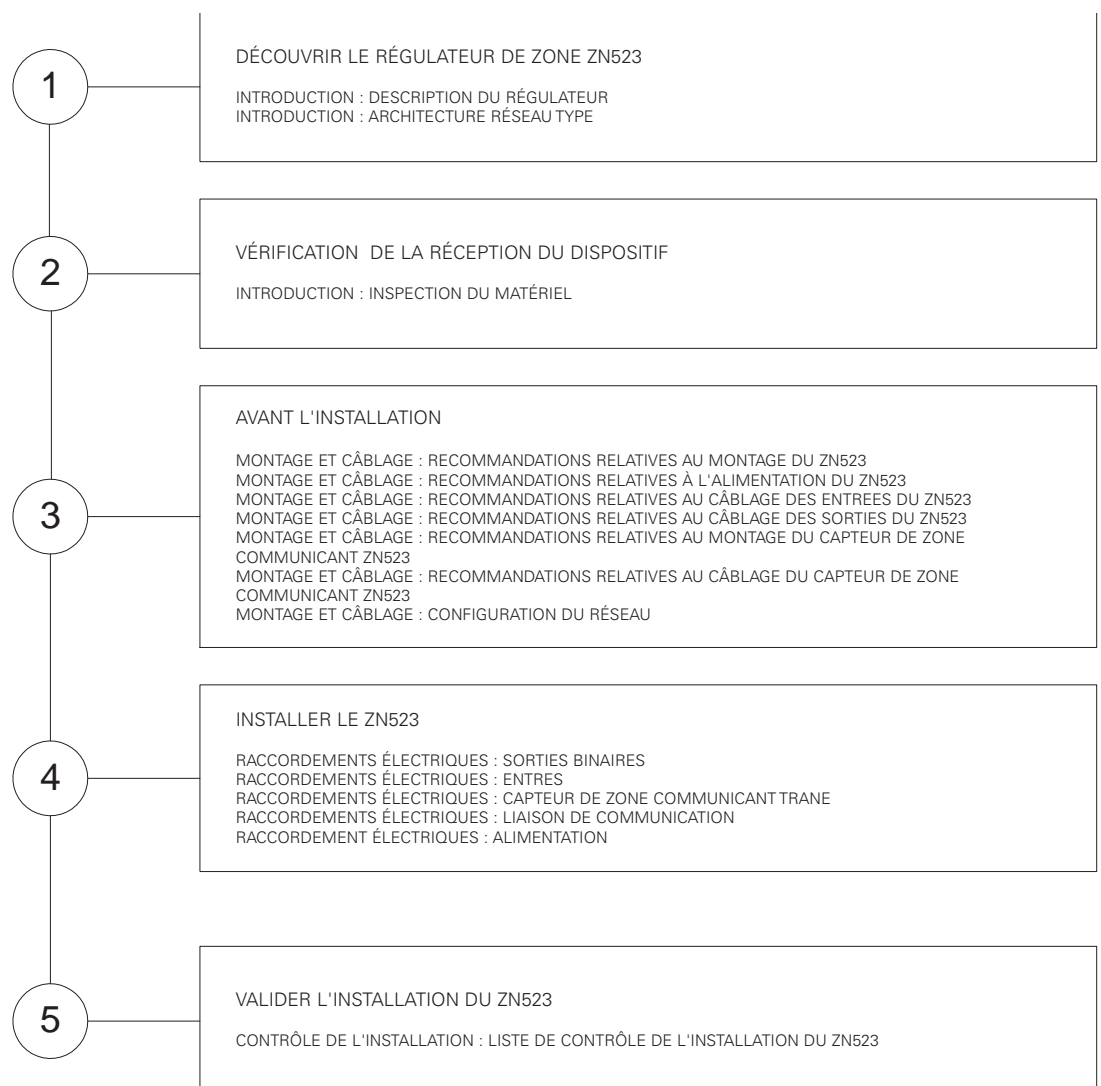 1
DÉCOUVRIR LE RÉGULATEUR DE ZONE ZN523
INTRODUCTION : DESCRIPTION DU RÉGULATEUR
INTRODUCTION : ARCHITECTURE RÉSEAU TYPE
2
VÉRIFICATION DE LA RÉCEPTION DU DISPOSITIF
INTRODUCTION : INSPECTION DU MATÉRIEL
3
AVANT L'INSTALLATION
MONTAGE ET CÂBLAGE : RECOMMANDATIONS RELATIVES AU MONTAGE DU ZN523
MONTAGE ET CÂBLAGE : RECOMMANDATIONS RELATIVES À L'ALIMENTATION DU ZN523
MONTAGE ET CÂBLAGE : RECOMMANDATIONS RELATIVES AU CÂBLAGE DES ENTREES DU ZN523
MONTAGE ET CÂBLAGE : RECOMMANDATIONS RELATIVES AU CÂBLAGE DES SORTIES DU ZN523
MONTAGE ET CÂBLAGE : RECOMMANDATIONS RELATIVES AU MONTAGE DU CAPTEUR DE ZONE
COMMUNICANT ZN523
MONTAGE ET CÂBLAGE : RECOMMANDATIONS RELATIVES AU CÂBLAGE DU CAPTEUR DE ZONE
COMMUNICANT ZN523
MONTAGE ET CÂBLAGE : CONFIGURATION DU RÉSEAU
4
INSTALLER LE ZN523
RACCORDEMENTS ÉLECTRIQUES : SORTIES BINAIRES
RACCORDEMENTS ÉLECTRIQUES : ENTRES
RACCORDEMENTS ÉLECTRIQUES : CAPTEUR DE ZONE COMMUNICANT TRANE
RACCORDEMENTS ÉLECTRIQUES : LIAISON DE COMMUNICATION
RACCORDEMENT ÉLECTRIQUES : ALIMENTATION
5
VALIDER L'INSTALLATION DU ZN523
CONTRÔLE DE L'INSTALLATION : LISTE DE CONTRÔLE DE L'INSTALLATION DU ZN523